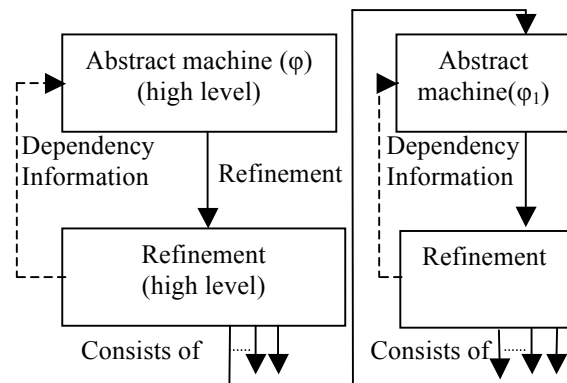 Abstract machine (φ)
(high level)
Dependency
Information
Refinement
Refinement
(high level)
Consists of
......
Abstract
machine(φ₁)
Dependency
Information
Refinement
Consists of
......